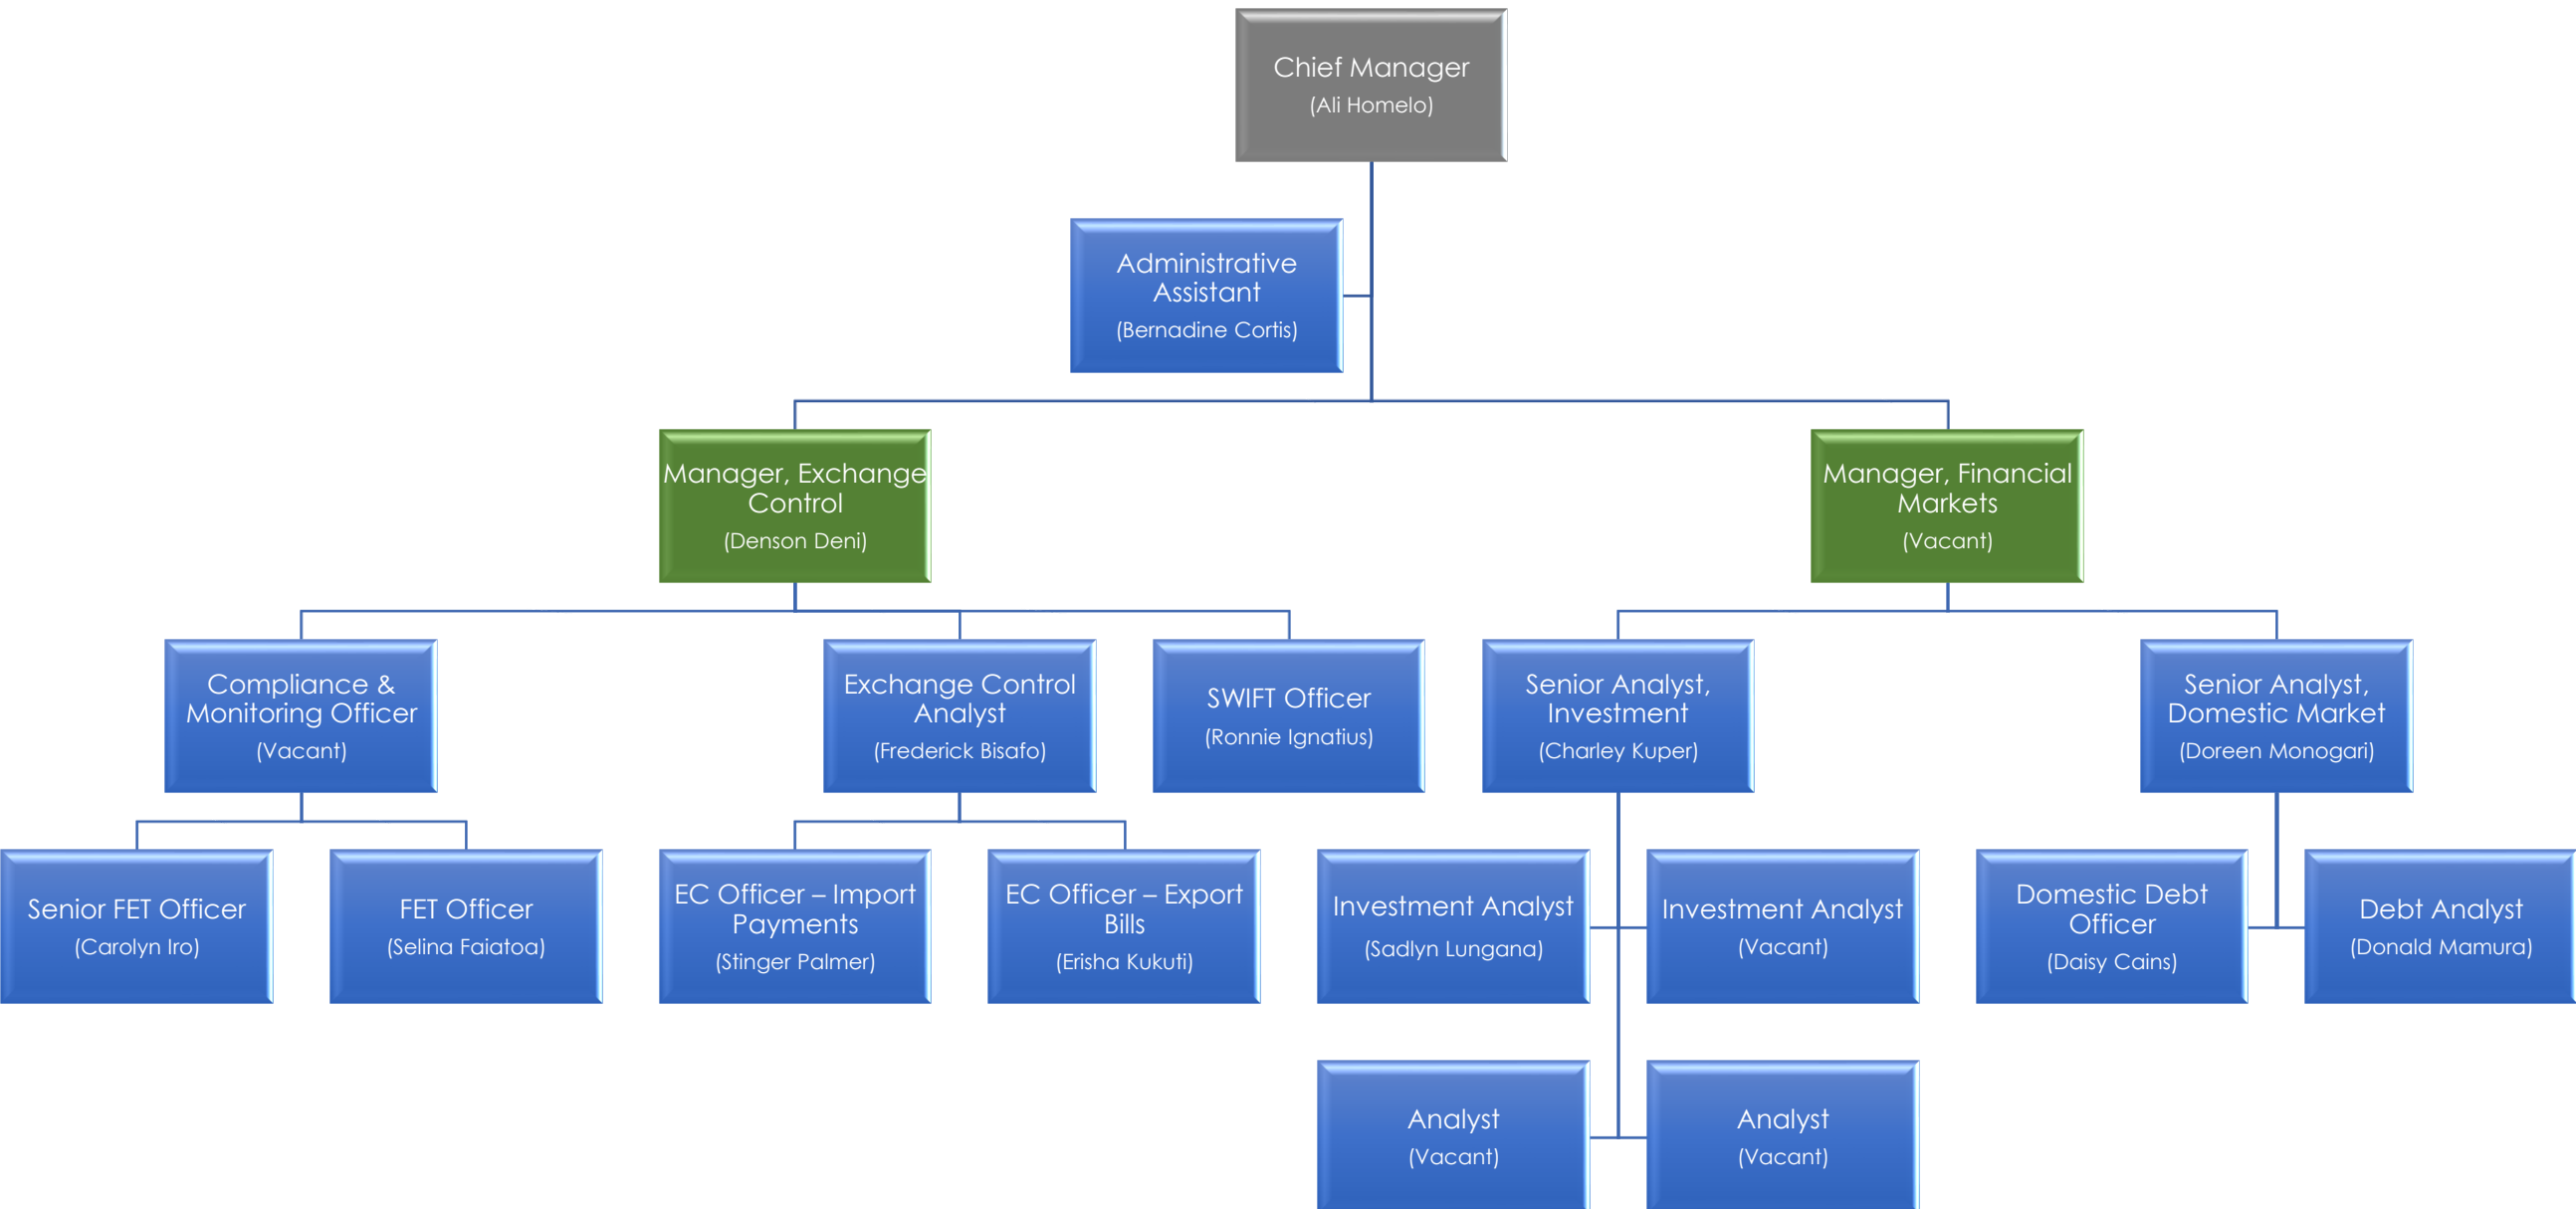 Chief Manager
(Ali Homelo)
Administrative
Assistant
(Bernadine Cortis)
Manager, Exchange
Control
(Denson Deni)
Manager, Financial
Markets
(Vacant)
Compliance &
Monitoring Officer
(Vacant)
Exchange Control
Analyst
(Frederick Bisafo)
SWIFT Officer
(Ronnie Ignatius)
Senior Analyst,
Investment
(Charley Kuper)
Senior Analyst,
Domestic Market
(Doreen Monogari)
Senior FET Officer
(Carolyn Iro)
FET Officer
(Selina Faiatoa)
EC Officer – Import
Payments
(Stinger Palmer)
EC Officer – Export
Bills
(Erisha Kukuti)
Investment Analyst
(Sadlyn Lungana)
Investment Analyst
(Vacant)
Domestic Debt
Officer
(Daisy Cains)
Debt Analyst
(Donald Mamura)
Analyst
(Vacant)
Analyst
(Vacant)